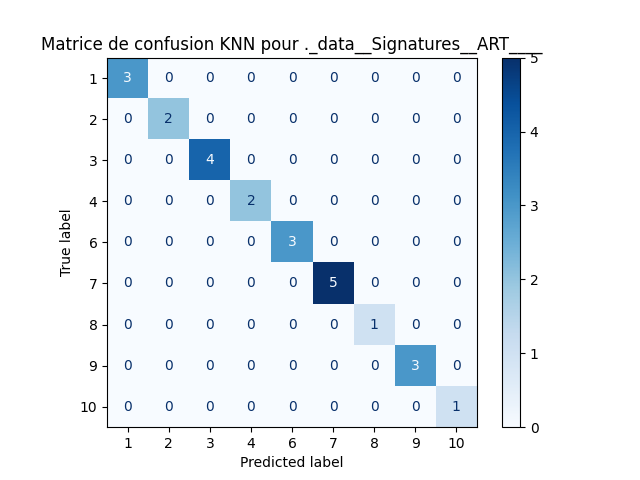 Matrice de confusion KNN pour ._data__Signatures__ART____
1 3 0 0 0 0 0 0 0 0
2 0 2 0 0 0 0 0 0 0
3 0 0 4 0 0 0 0 0 0
4 0 0 0 2 0 0 0 0 0
6 0 0 0 0 3 0 0 0 0
7 0 0 0 0 0 5 0 0 0
8 0 0 0 0 0 0 1 0 0
9 0 0 0 0 0 0 0 3 0
10 0 0 0 0 0 0 0 0 1
1 2 3 4 6 7 8 9 10
Predicted label
True label
5
4
3
2
1
0